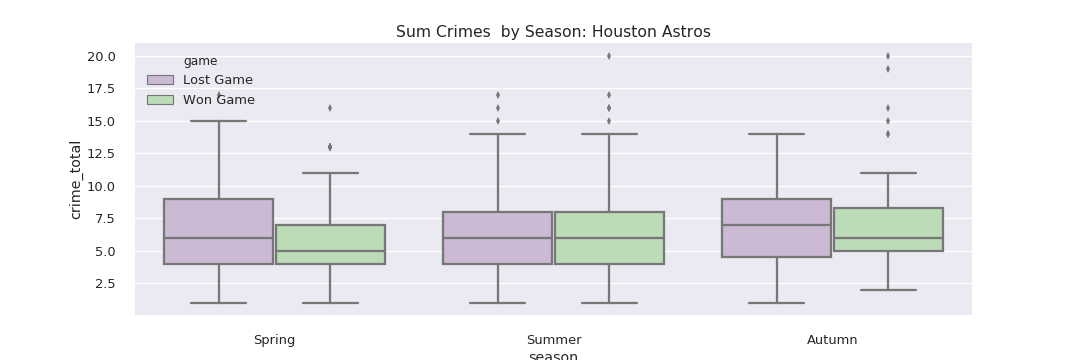 Sum Crimes  by Season: Houston Astros
game
Lost Game
Won Game
crime_total
20.0
17.5
15.0
12.5
10.0
7.5
5.0
2.5
Spring
Summer
Autumn
season